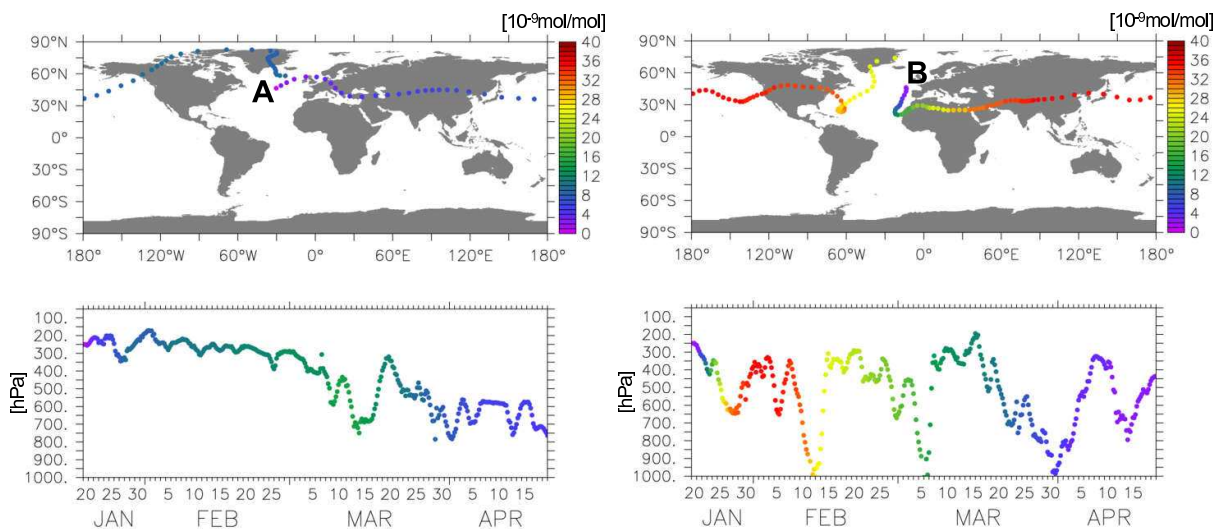 [10⁻⁹mol/mol]
90°N
60°N
30°N
0°
30°S
60°S
90°S
A
40
36
32
28
24
20
16
12
8
4
0
180° 120°W 60°W 0° 60°E 120°E 180°
[10⁻⁹mol/mol]
90°N
60°N
30°N
0°
30°S
60°S
90°S
B
40
36
32
28
24
20
16
12
8
4
0
180° 120°W 60°W 0° 60°E 120°E 180°
[hPa]
100.
200.
300.
400.
500.
600.
700.
800.
900.
1000.
20 25 30 5 10 15 20 25 5 10 15 20 25 30 5 10 15
JAN FEB MAR APR
[hPa]
100.
200.
300.
400.
500.
600.
700.
800.
900.
1000.
20 25 30 5 10 15 20 25 5 10 15 20 25 30 5 10 15
JAN FEB MAR APR